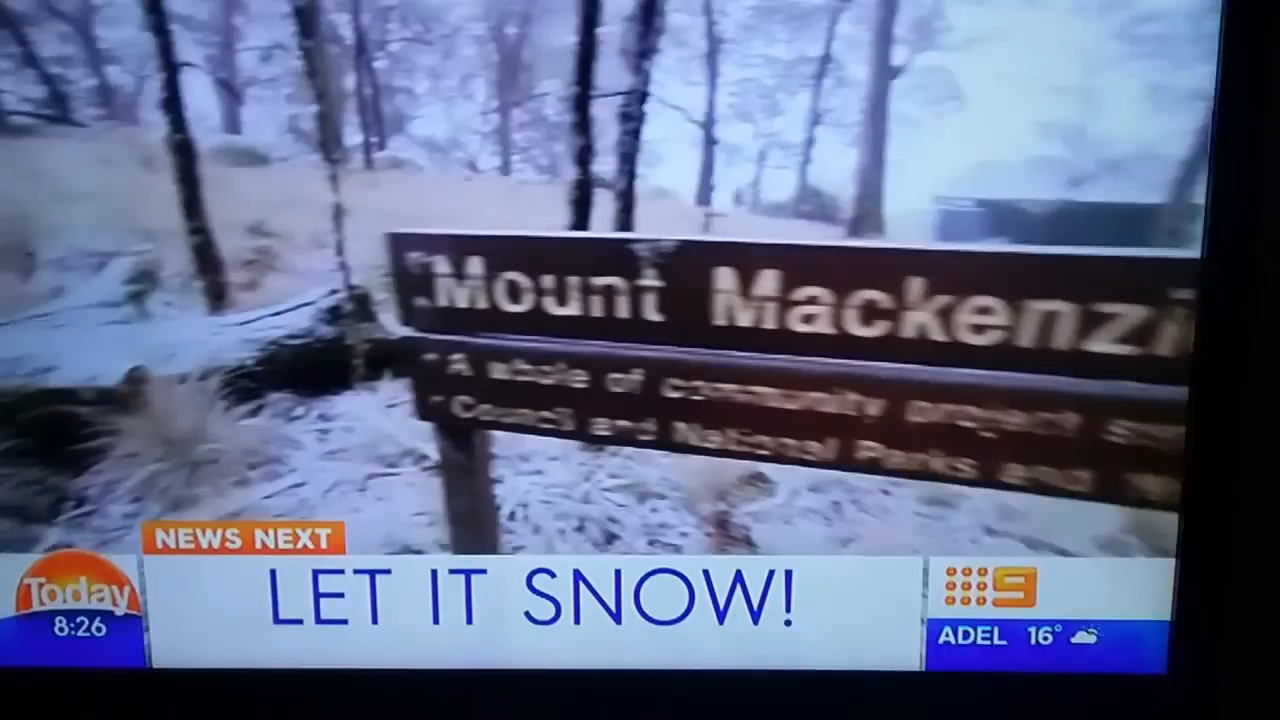 Mount Mackenzi
A whole of community project
Council and National Parks and
NEWS NEXT
LET IT SNOW!
Today
8:26
9
ADEL 16°